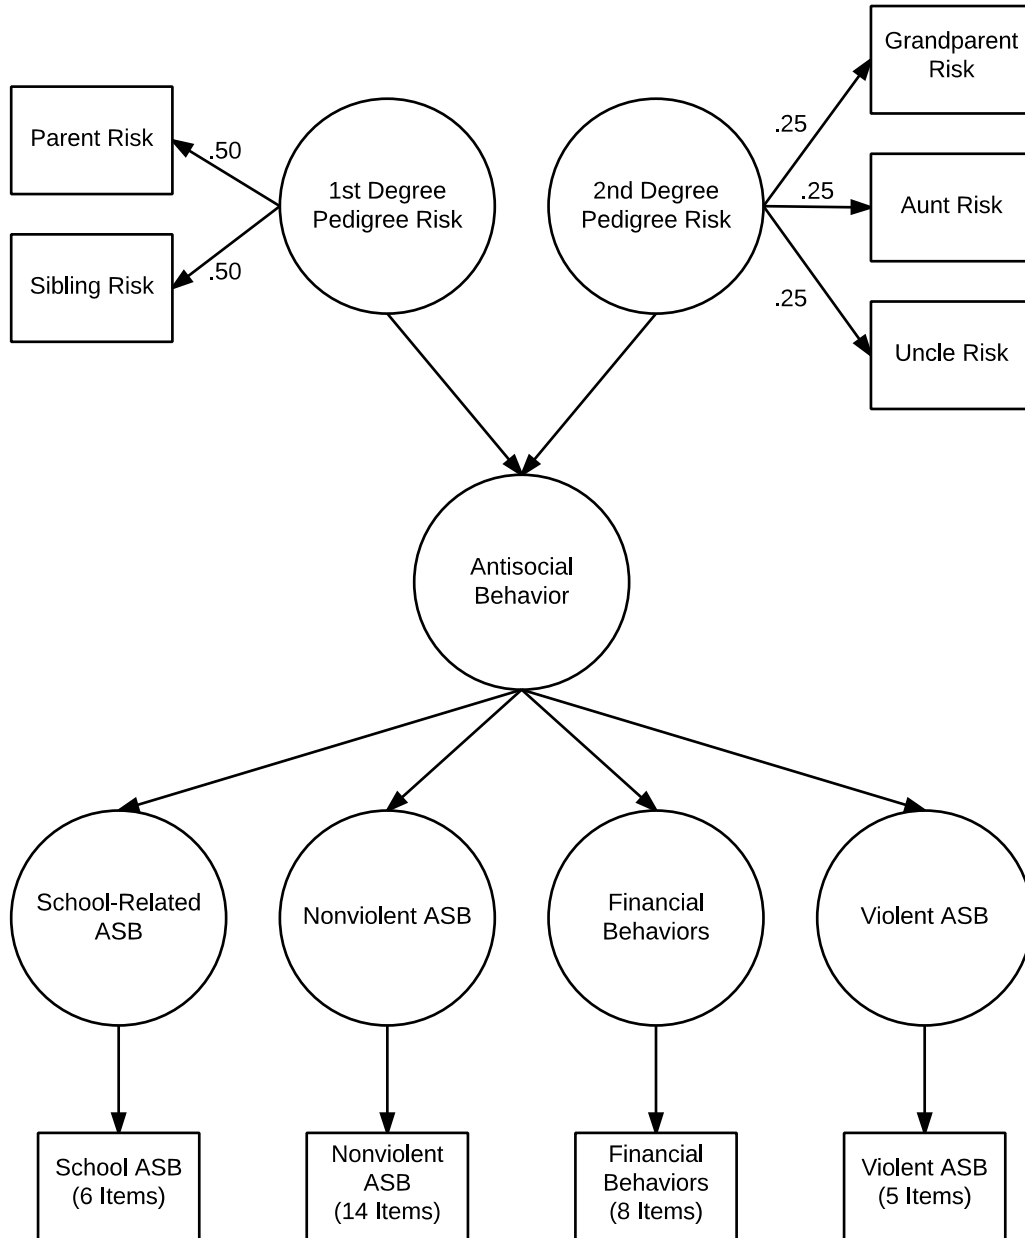 Grandparent
Risk
Parent Risk
.50
1st Degree
Pedigree Risk
2nd Degree
Pedigree Risk
.25
.25
Aunt Risk
Sibling Risk
.50
.25
Uncle Risk
Antisocial
Behavior
School-Related
ASB
Nonviolent ASB
Financial
Behaviors
Violent ASB
School ASB
(6 Items)
Nonviolent
ASB
(14 Items)
Financial
Behaviors
(8 Items)
Violent ASB
(5 Items)